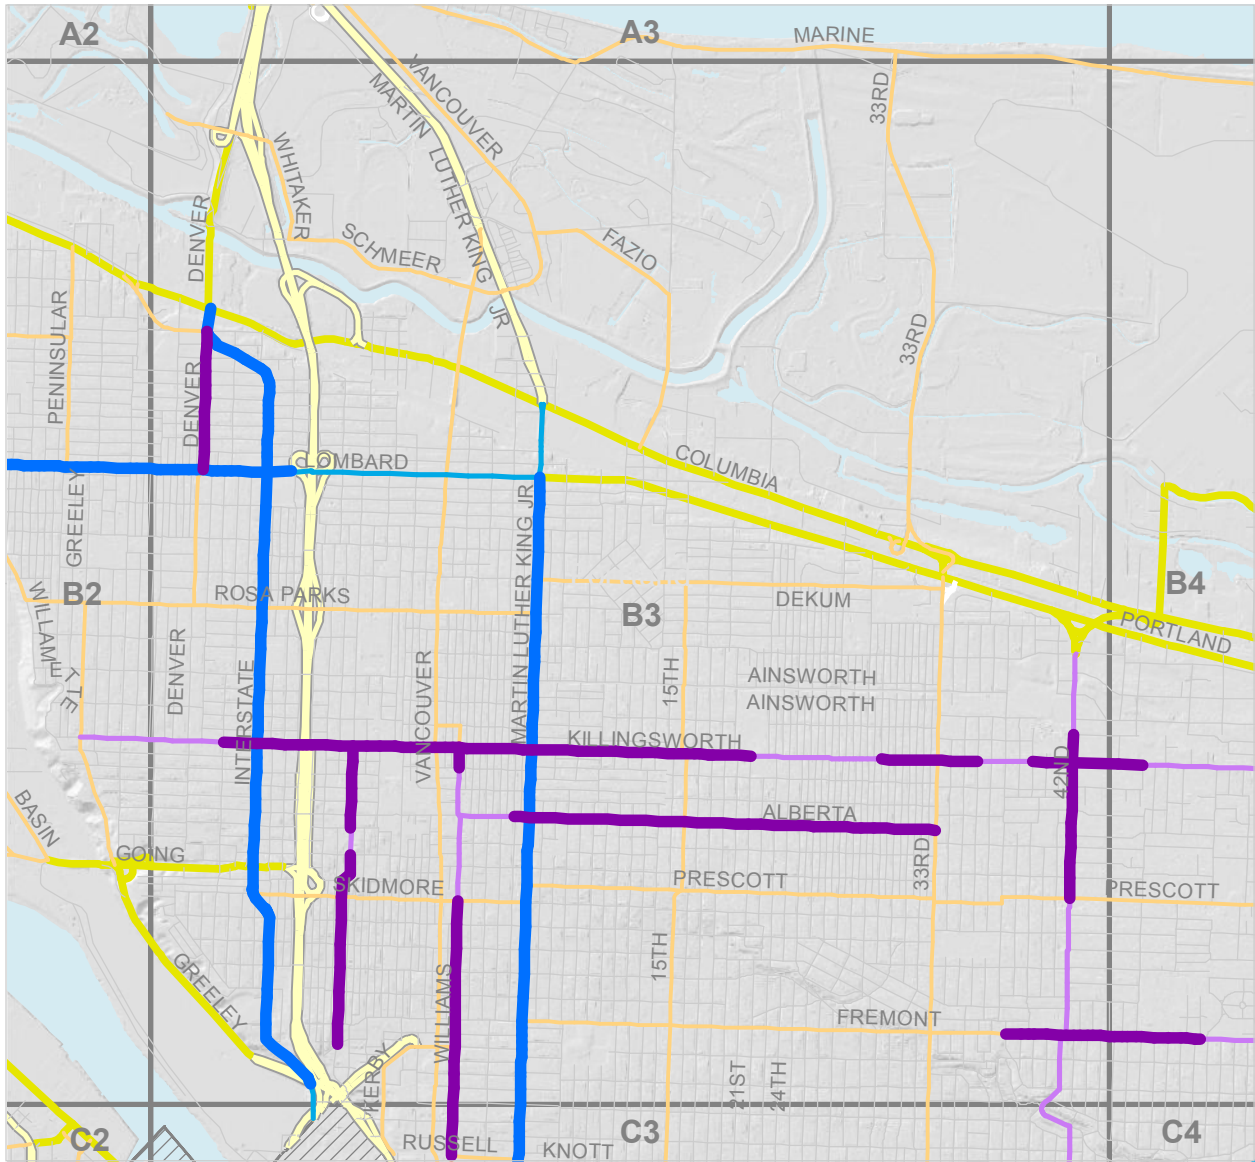 A2
A3
MARINE
VANCOUVER
MARTIN LUTHER KING JR
33RD
WHITAKER
DENVER
SCHMEER
FAZIO
PENINSULAR
33RD
DENVER
LOMBARD
COLUMBIA
GREELEY
MARTIN LUTHER KING JR
B2
ROSA PARKS
B3
DEKUM
B4
PORTLAND
WILLAMETTE
DENVER
INTERSTATE
VANCOUVER
15TH
AINSWORTH
AINSWORTH
KILLINGSWORTH
42ND
BASIN
ALBERTA
GOING
SKIDMORE
PRESCOTT
33RD
PRESCOTT
GREELEY
WILLIAMS
15TH
FREMONT
KERBY
21ST
24TH
C2
RUSSELL
KNOTT
C3
C4